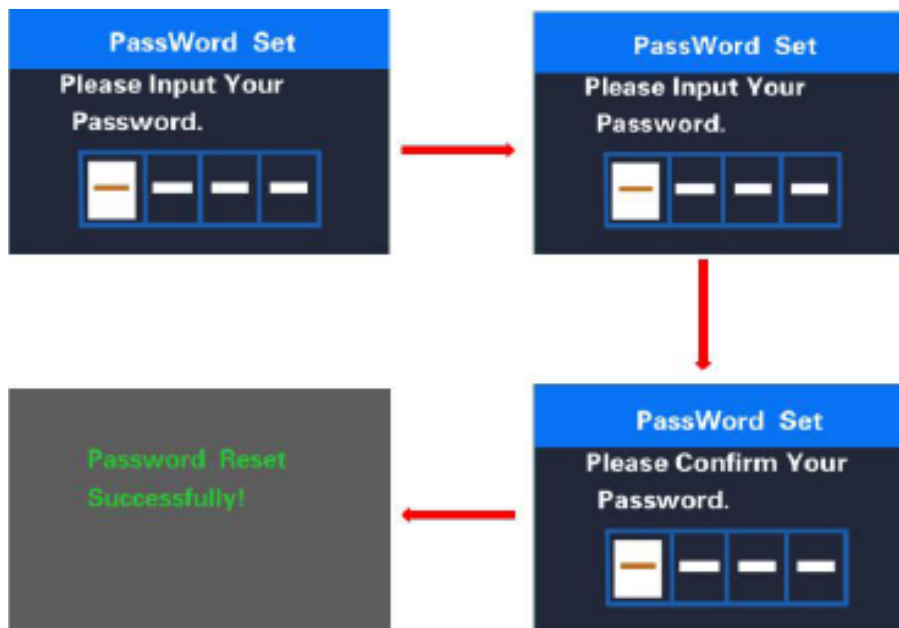 PassWord Set
Please Input Your
Password.
PassWord Set
Please Input Your
Password.
PassWord Set
Please Confirm Your
Password.
Password Reset
Successfully!